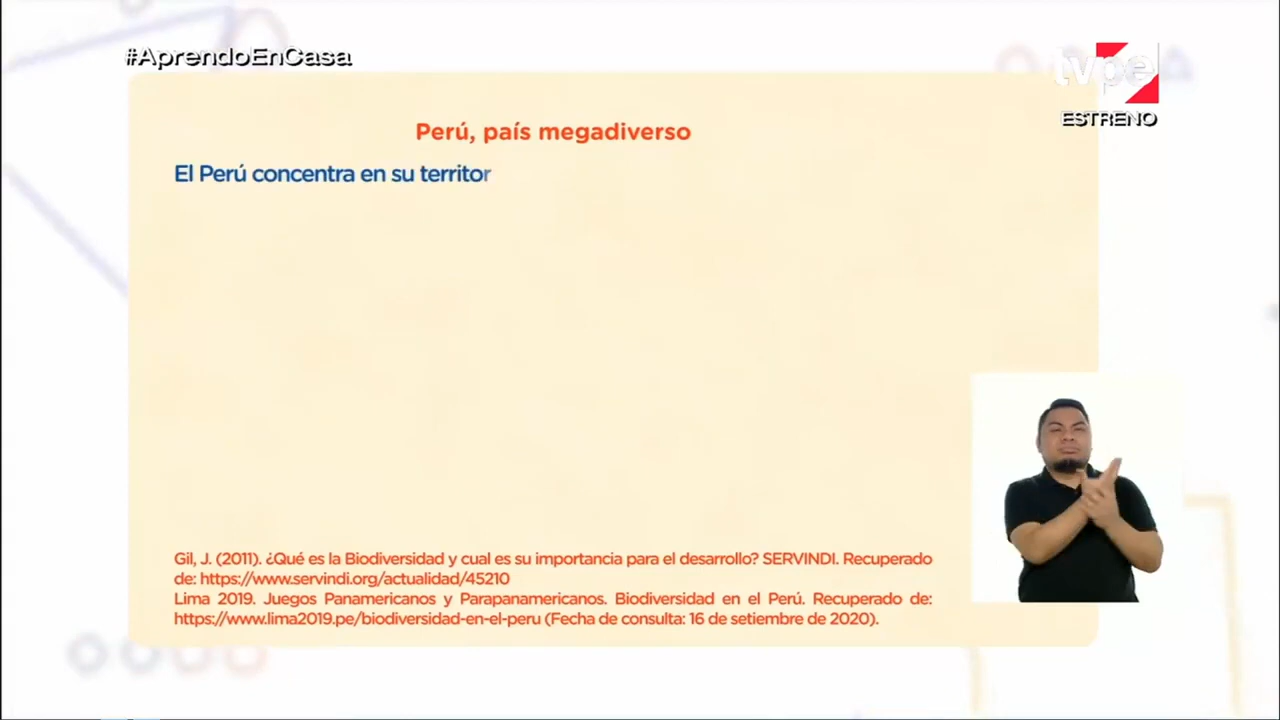 #AprendoEnCasa
tvpe
ESTRENO
Perú, país megadiverso
El Perú concentra en su territor
Gil, J. (2011). ¿Qué es la Biodiversidad y cual es su importancia para el desarrollo? SERVINDI. Recuperado
de: https://www.servindi.org/actualidad/45210
Lima 2019. Juegos Panamericanos y Parapanamericanos. Biodiversidad en el Perú. Recuperado de:
https://www.lima2019.pe/biodiversidad-en-el-peru (Fecha de consulta: 16 de setiembre de 2020).